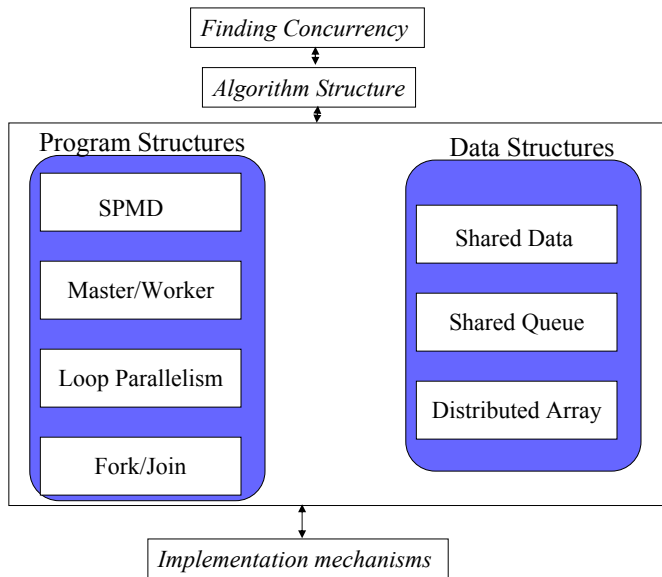 Finding Concurrency
Algorithm Structure
Program Structures
SPMD
Master/Worker
Loop Parallelism
Fork/Join
Data Structures
Shared Data
Shared Queue
Distributed Array
Implementation mechanisms